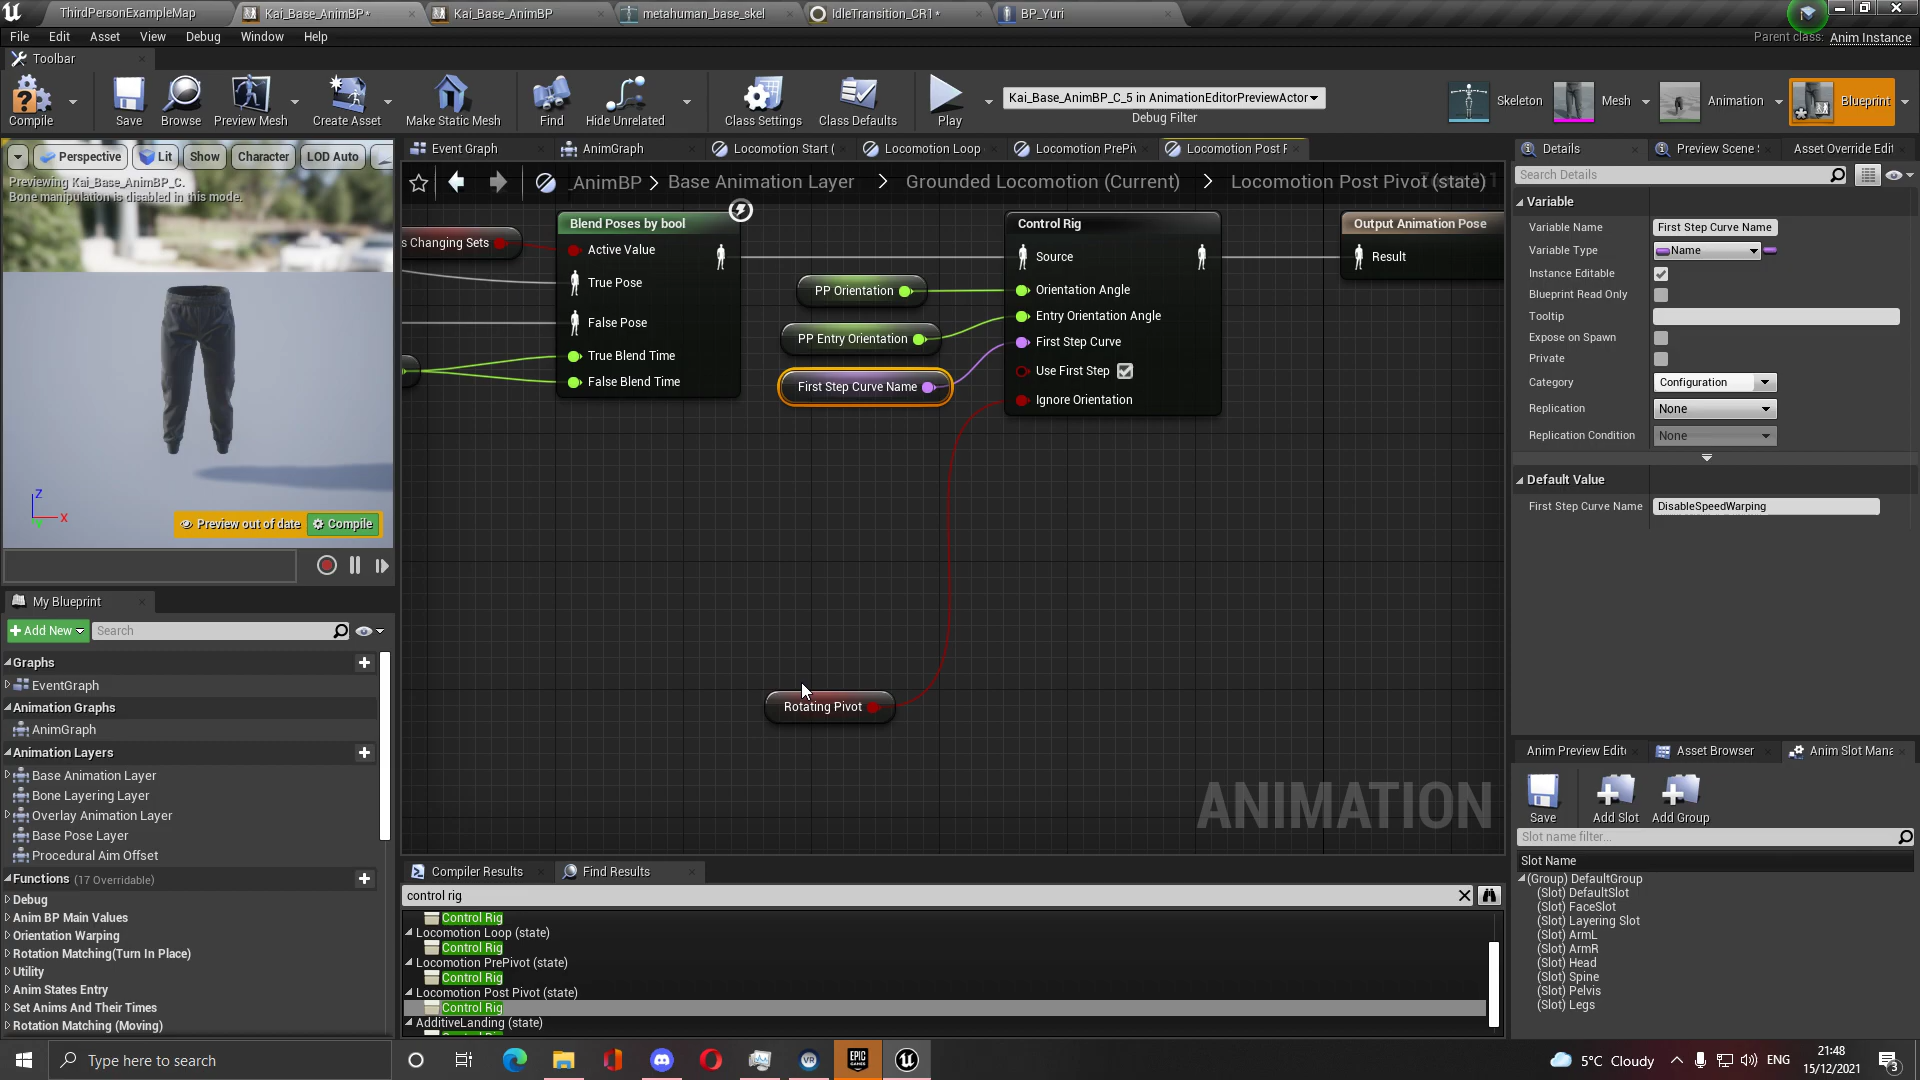 ThirdPersonExampleMap
Kai_Base_AnimBP*
Kai_Base_AnimBP
metahuman_base_skel
IdleTransition_CR1*
BP_Yuri
File Edit Asset View Debug Window Help
Parent class: Anim Instance
Toolbar
Compile
Save
Browse
Preview Mesh
Create Asset
Make Static Mesh
Find
Hide Unrelated
Class Settings
Class Defaults
Play
Kai_Base_AnimBP_C_5 in AnimationEditorPreviewActor
Debug Filter
Skeleton
Mesh
Animation
Blueprint
Perspective
Lit
Show
Character
LOD Auto
Previewing Kai_Base_AnimBP_C.
Bone manipulation is disabled in this mode.
Z
X
Preview out of date
Compile
Event Graph
AnimGraph
Locomotion Start (
Locomotion Loop
Locomotion PrePiv
Locomotion Post F
_AnimBP > Base Animation Layer > Grounded Locomotion (Current) > Locomotion Post Pivot (state)
s Changing Sets
Blend Poses by bool
Active Value
True Pose
False Pose
True Blend Time
False Blend Time
PP Orientation
PP Entry Orientation
First Step Curve Name
Rotating Pivot
Control Rig
Source
Orientation Angle
Entry Orientation Angle
First Step Curve
Use First Step
Ignore Orientation
Output Animation Pose
Result
ANIMATION
My Blueprint
Add New
Search
Graphs
EventGraph
Animation Graphs
AnimGraph
Animation Layers
Base Animation Layer
Bone Layering Layer
Overlay Animation Layer
Base Pose Layer
Procedural Aim Offset
Functions (17 Overridable)
Debug
Anim BP Main Values
Orientation Warping
Rotation Matching(Turn In Place)
Utility
Anim States Entry
Set Anims And Their Times
Rotation Matching (Moving)
Compiler Results
Find Results
control rig
Control Rig
Locomotion Loop (state)
Control Rig
Locomotion PrePivot (state)
Control Rig
Locomotion Post Pivot (state)
Control Rig
AdditiveLanding (state)
Details
Preview Scene
Asset Override Edit
Search Details
Variable
Variable Name First Step Curve Name
Variable Type Name
Instance Editable
Blueprint Read Only
Tooltip
Expose on Spawn
Private
Category Configuration
Replication None
Replication Condition None
Default Value
First Step Curve Name DisableSpeedWarping
Anim Preview Edito
Asset Browser
Anim Slot Mana
Save
Add Slot
Add Group
Slot name filter...
Slot Name
(Group) DefaultGroup
(Slot) DefaultSlot
(Slot) FaceSlot
(Slot) Layering Slot
(Slot) ArmL
(Slot) ArmR
(Slot) Head
(Slot) Spine
(Slot) Pelvis
(Slot) Legs
Type here to search
EPIC GAMES
5°C Cloudy
ENG
21:48
15/12/2021
3